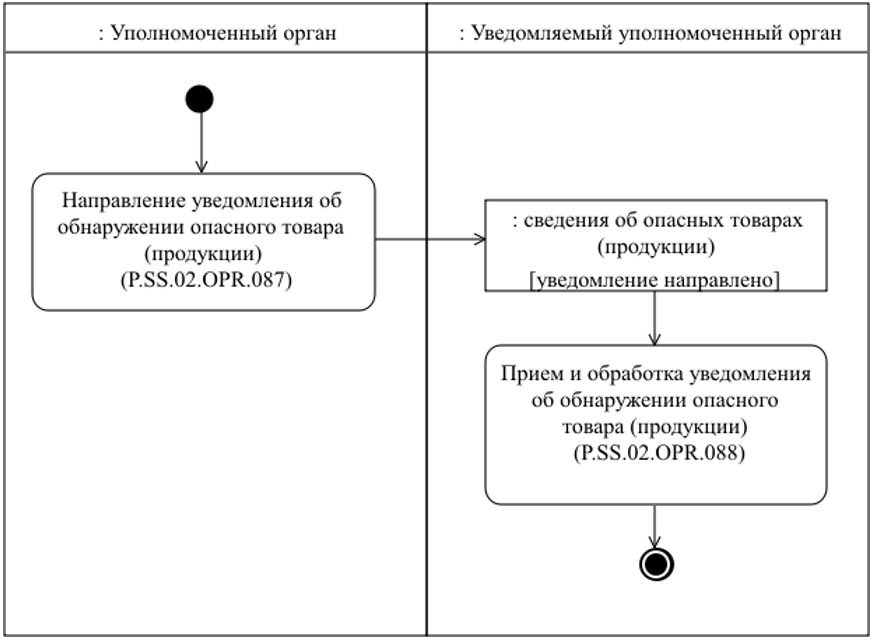 : Уполномоченный орган
: Уведомляемый уполномоченный орган
Направление уведомления об
обнаружении опасного товара
(продукции)
(P.SS.02.OPR.087)
: сведения об опасных товарах
(продукции)
[уведомление направлено]
Прием и обработка уведомления
об обнаружении опасного
товара (продукции)
(P.SS.02.OPR.088)